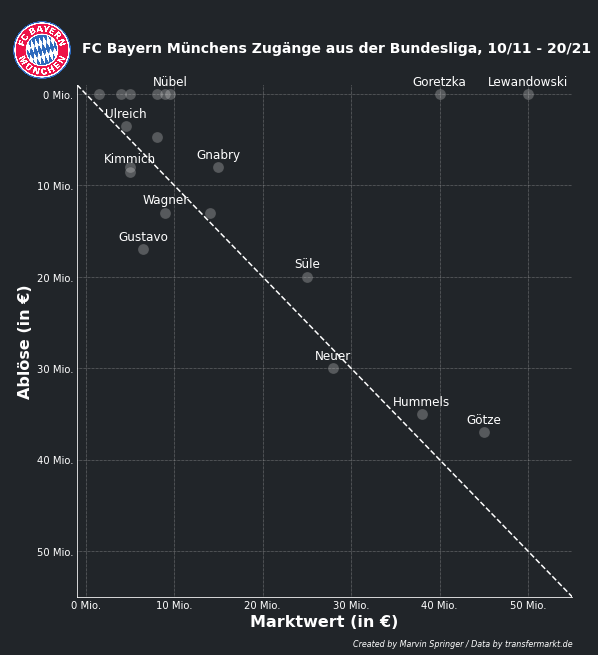 FC BAYERN
MÜNCHEN
FC Bayern Münchens Zugänge aus der Bundesliga, 10/11 - 20/21
Nübel
Goretzka
Lewandowski
0 Mio.
Ulreich
Kimmich
Gnabry
10 Mio.
Wagner
Gustavo
Süle
20 Mio.
Ablöse (in €)
Neuer
30 Mio.
Hummels
Götze
40 Mio.
50 Mio.
0 Mio. 10 Mio. 20 Mio. 30 Mio. 40 Mio. 50 Mio.
Marktwert (in €)
Created by Marvin Springer / Data by transfermarkt.de